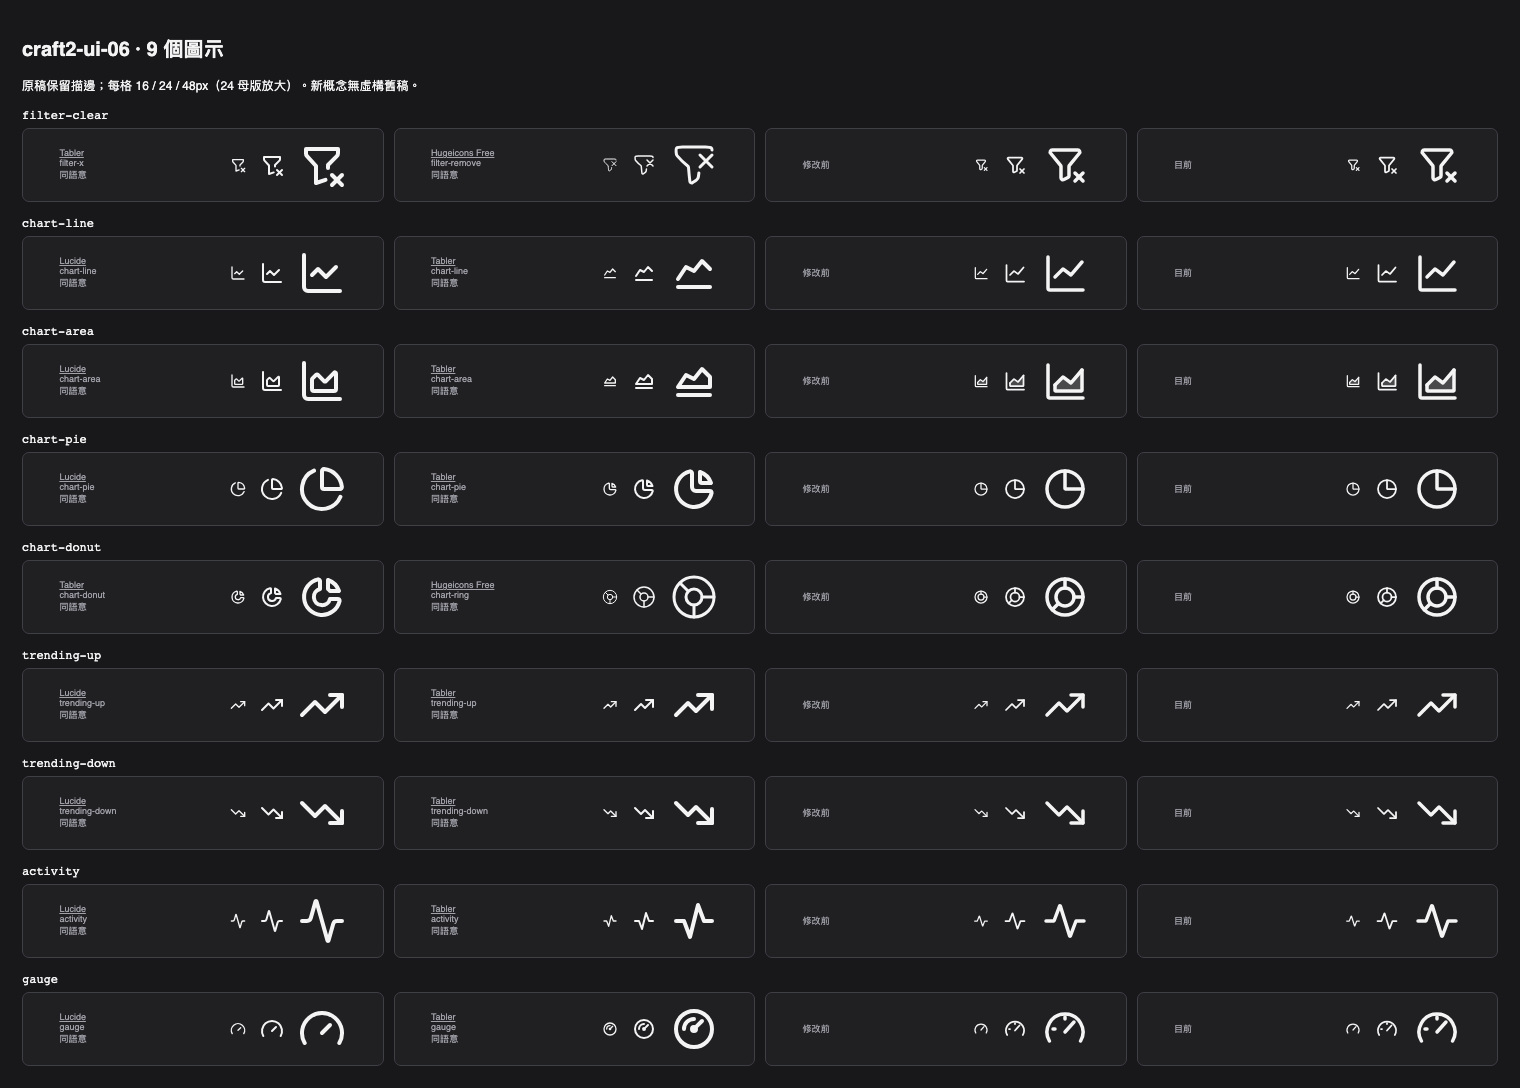 craft2-ui-06 · 9 個圖示
原稿保留描邊；每格 16 / 24 / 48px（24 母版放大）。新概念無虛構舊稿。
filter-clear
Tabler
filter-x
同語意
HugeIcons Free
filter-remove
同語意
修改前
目前
chart-line
Lucide
chart-line
同語意
Tabler
chart-line
同語意
修改前
目前
chart-area
Lucide
chart-area
同語意
Tabler
chart-area
同語意
修改前
目前
chart-pie
Lucide
chart-pie
同語意
Tabler
chart-pie
同語意
修改前
目前
chart-donut
Tabler
chart-donut
同語意
HugeIcons Free
chart-ring
同語意
修改前
目前
trending-up
Lucide
trending-up
同語意
Tabler
trending-up
同語意
修改前
目前
trending-down
Lucide
trending-down
同語意
Tabler
trending-down
同語意
修改前
目前
activity
Lucide
activity
同語意
Tabler
activity
同語意
修改前
目前
gauge
Lucide
gauge
同語意
Tabler
gauge
同語意
修改前
目前